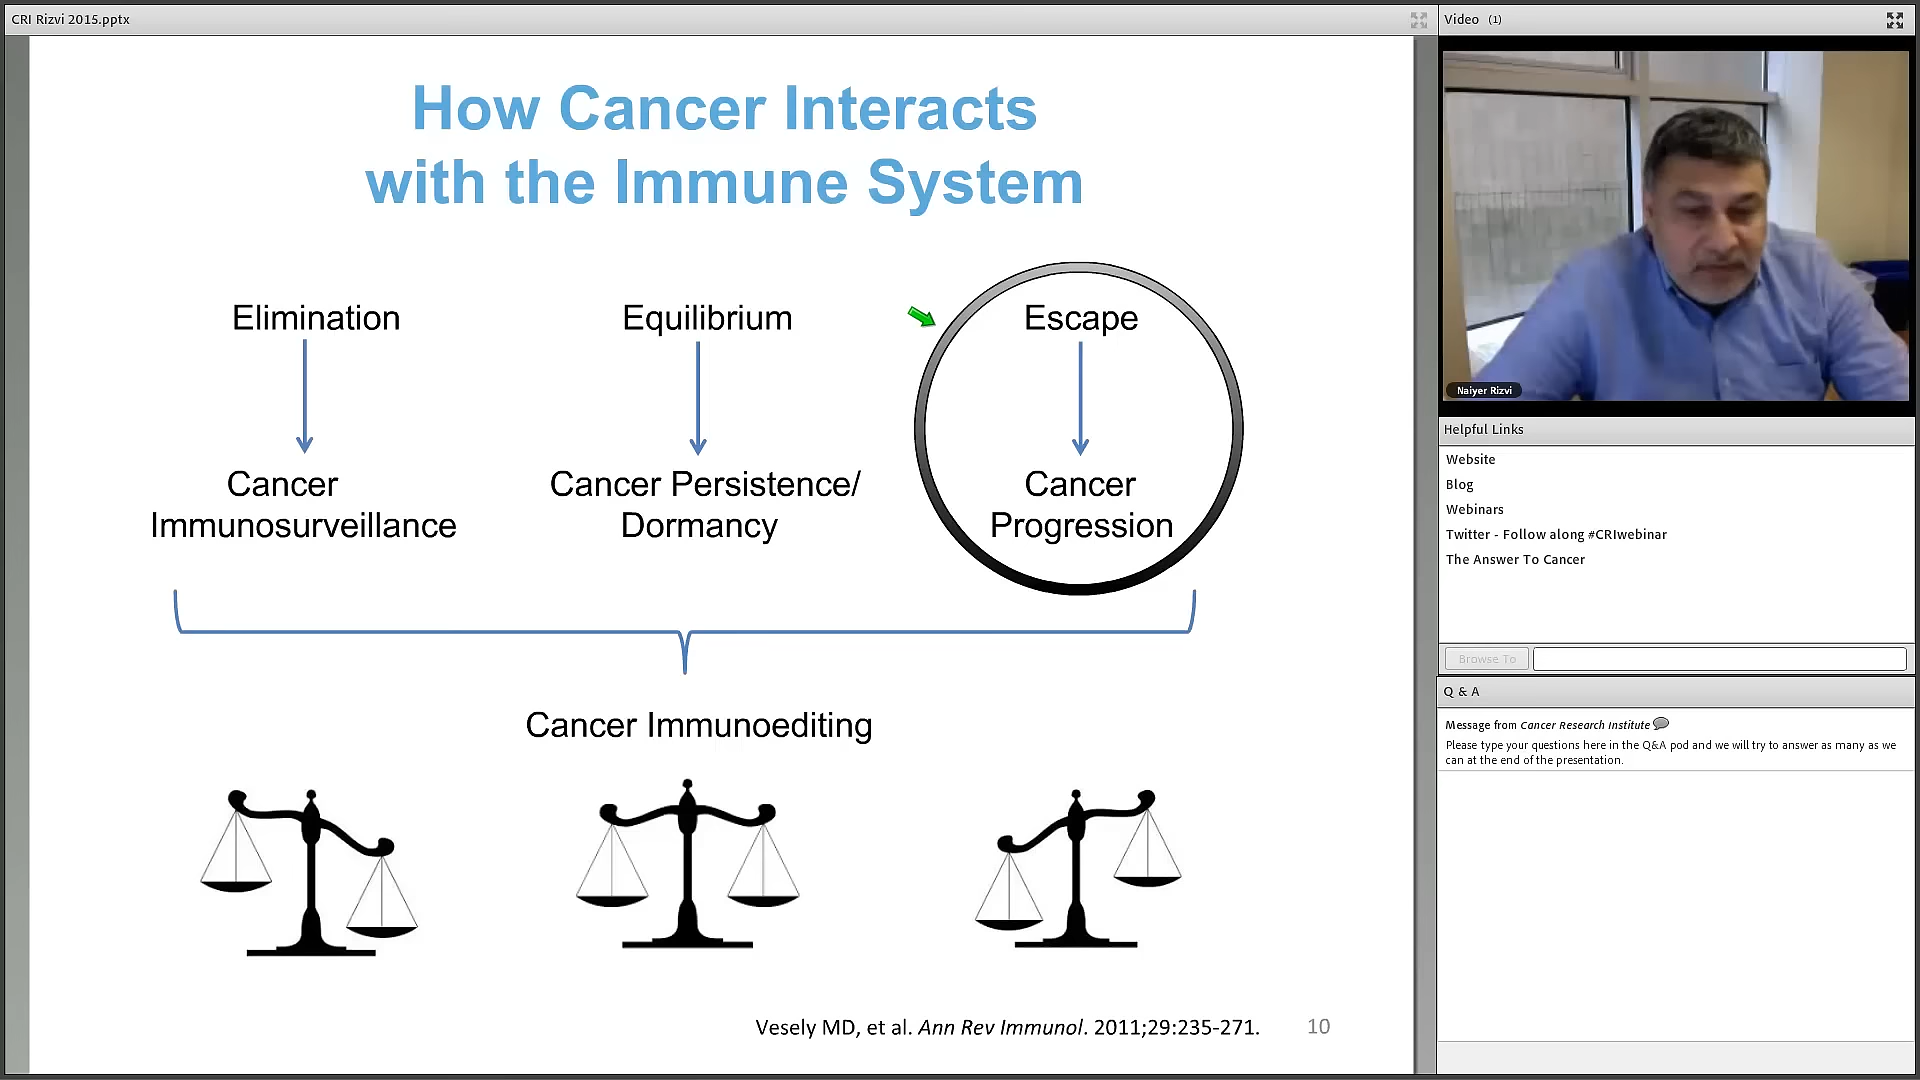 CRI Rizvi 2015.pptx
How Cancer Interacts
with the Immune System
Elimination
Equilibrium
Escape
Cancer
Immunosurveillance
Cancer Persistence/
Dormancy
Cancer
Progression
Cancer Immunoediting
Vesely MD, et al. Ann Rev Immunol. 2011;29:235-271.
10
Video (1)
Naiyer Rizvi
Helpful Links
Website
Blog
Webinars
Twitter - Follow along #CRIwebinar
The Answer To Cancer
Browse To
Q & A
Message from Cancer Research Institute
Please type your questions here in the Q&A pod and we will try to answer as many as we
can at the end of the presentation.